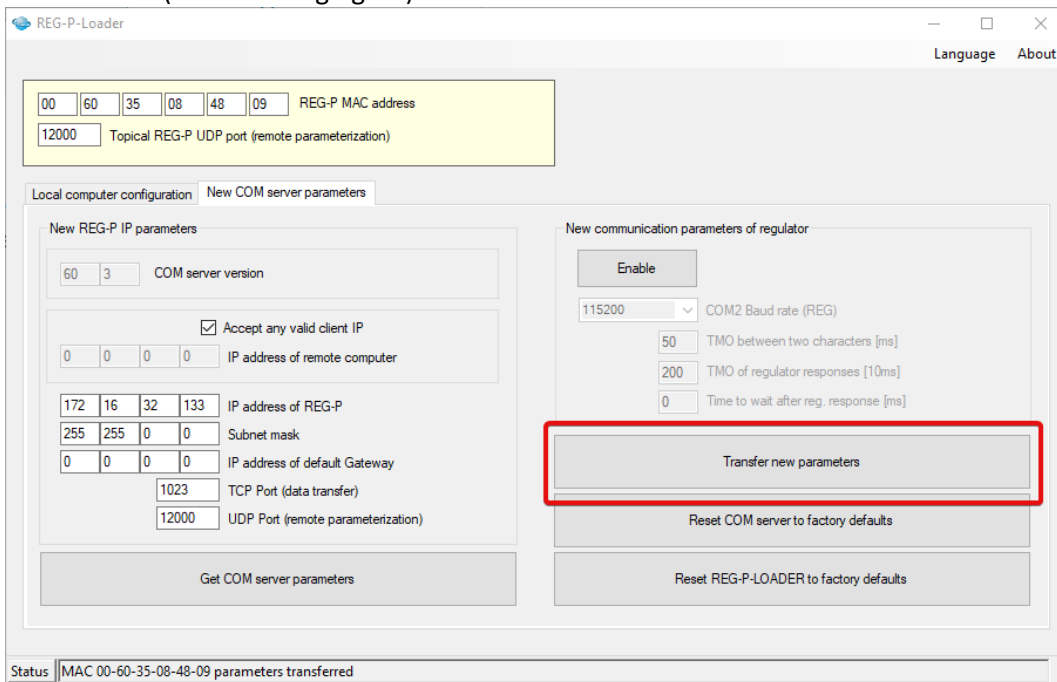 REG-P-Loader
Language About
00 60 35 08 48 09 REG-P MAC address
12000 Topical REG-P UDP port (remote parameterization)
Local computer configuration New COM server parameters
New REG-P IP parameters
60 3 COM server version
Accept any valid client IP
0 0 0 0 IP address of remote computer
172 16 32 133 IP address of REG-P
255 255 0 0 Subnet mask
0 0 0 0 IP address of default Gateway
1023 TCP Port (data transfer)
12000 UDP Port (remote parameterization)
Get COM server parameters
New communication parameters of regulator
Enable
115200 COM2 Baud rate (REG)
50 TMO between two characters [ms]
200 TMO of regulator responses [10ms]
0 Time to wait after reg. response [ms]
Transfer new parameters
Reset COM server to factory defaults
Reset REG-P-LOADER to factory defaults
Status MAC 00-60-35-08-48-09 parameters transferred